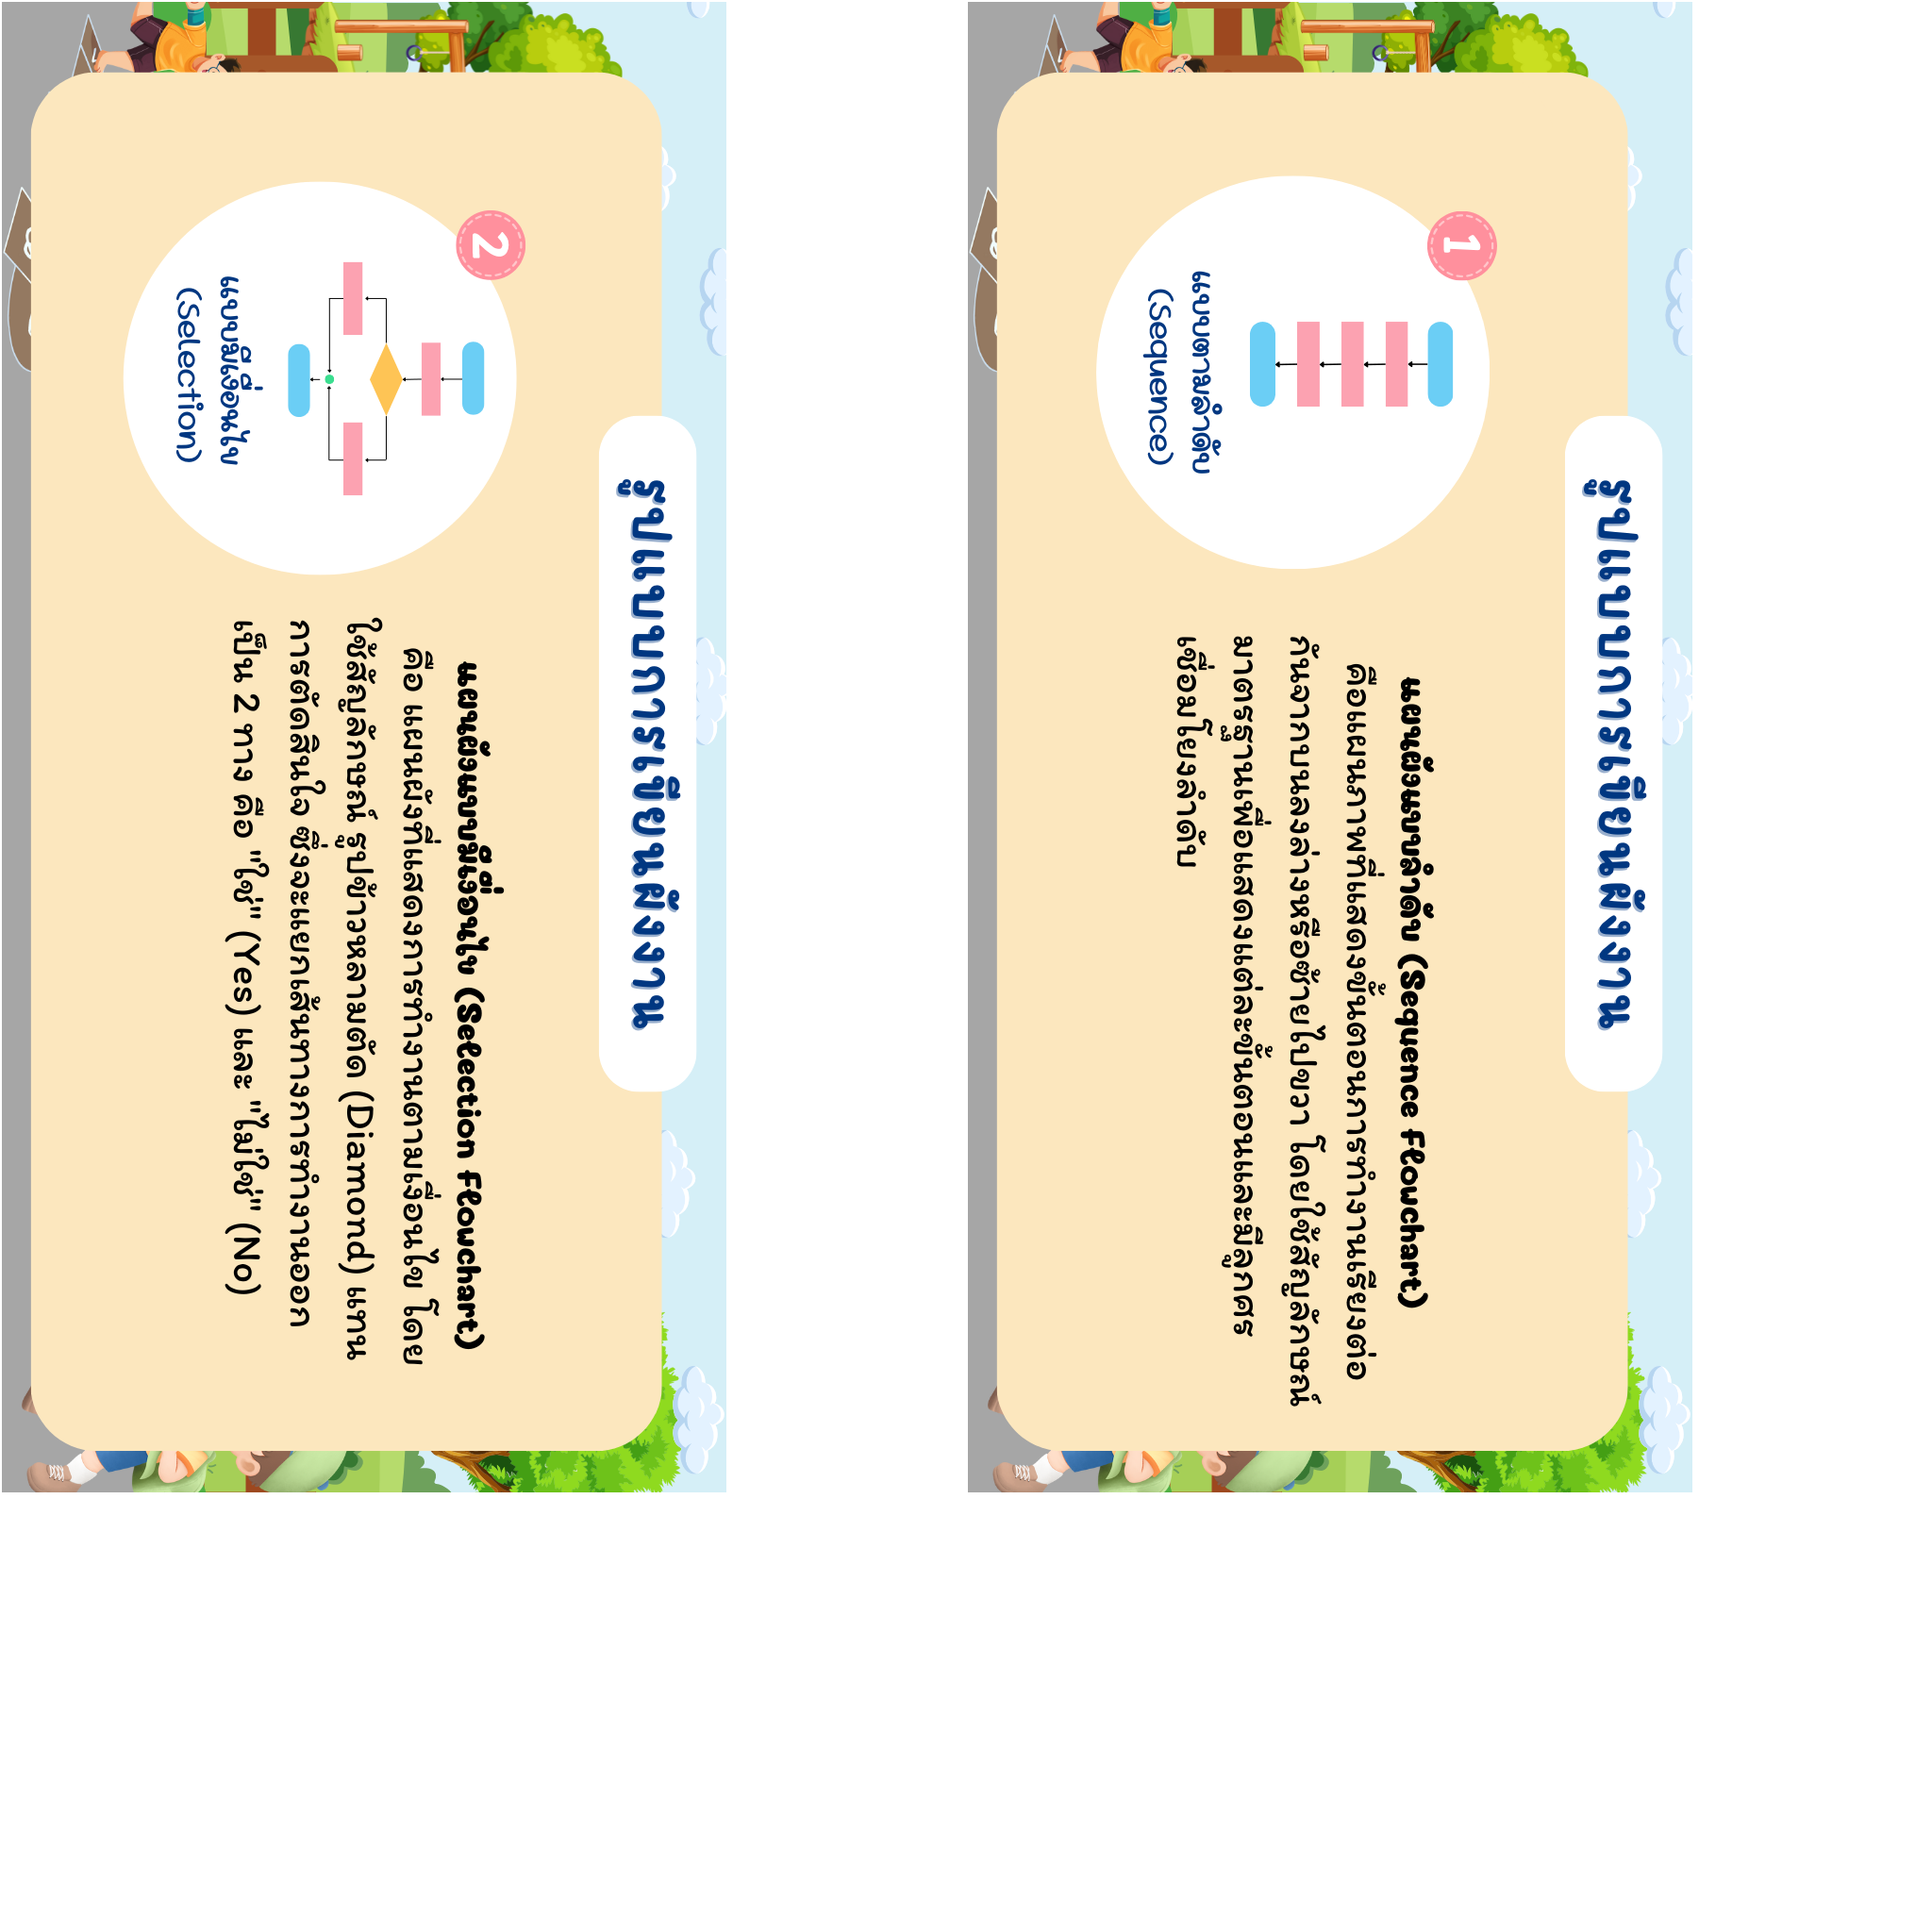 รูปแบบการเขียนผังงาน
1
แบบตามลำดับ
(Sequence)
แผนผังแบบลำดับ (Sequence Flowchart)
คือแผนภาพที่แสดงขั้นตอนการทำงานเรียงต่อ
กันจากบนลงล่างหรือซ้ายไปขวา โดยใช้สัญลักษณ์
มาตรฐานเพื่อแสดงแต่ละขั้นตอนและมีลูกศร
เชื่อมโยงลำดับ
รูปแบบการเขียนผังงาน
2
แบบมีเงื่อนไข
(Selection)
แผนผังแบบมีเงื่อนไข (Selection Flowchart)
คือ แผนผังที่แสดงการทำงานตามเงื่อนไข โดย
ใช้สัญลักษณ์ รูปข้าวหลามตัด (Diamond) แทน
การตัดสินใจ ซึ่งจะแยกเส้นทางการทำงานออก
เป็น 2 ทาง คือ "ใช่" (Yes) และ "ไม่ใช่" (No)